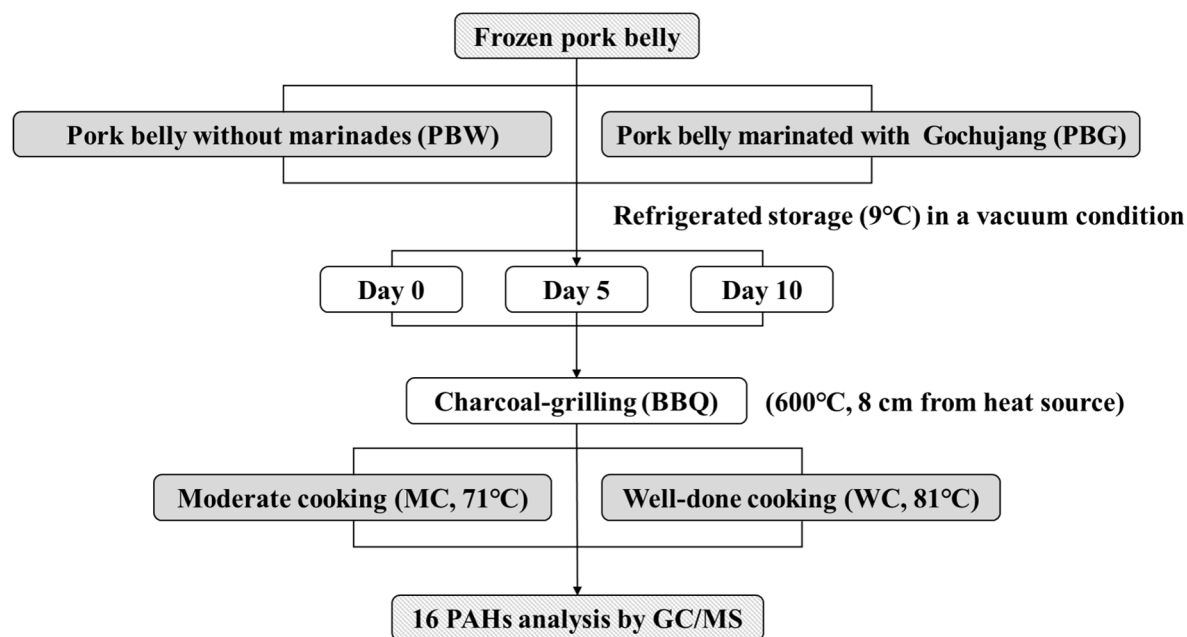 Frozen pork belly
Pork belly without marinades (PBW)
Pork belly marinated with Gochujang (PBG)
Refrigerated storage (9°C) in a vacuum condition
Day 0
Day 5
Day 10
Charcoal-grilling (BBQ)
(600°C, 8 cm from heat source)
Moderate cooking (MC, 71°C)
Well-done cooking (WC, 81°C)
16 PAHs analysis by GC/MS